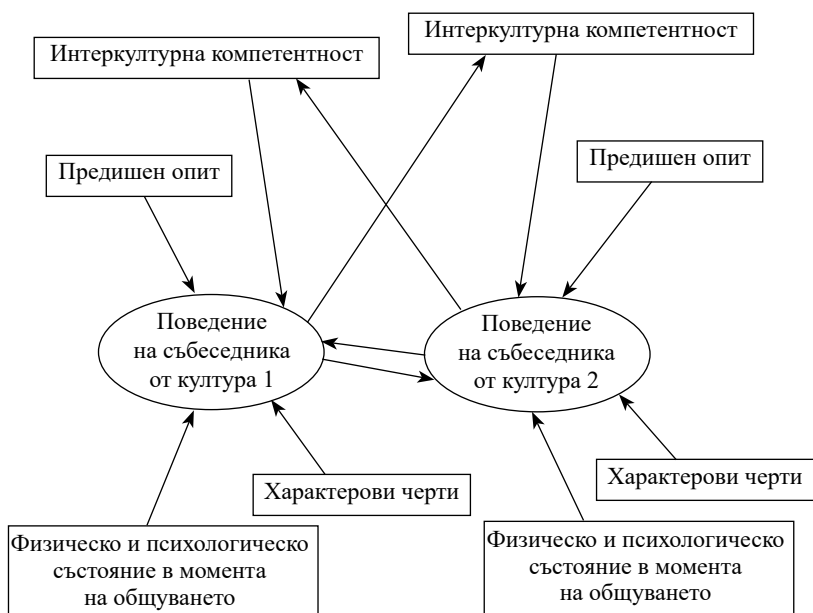 Интеркултурна компетентност
Интеркултурна компетентност
Предишен опит
Предишен опит
Поведение
на събеседника
от култура 1
Поведение
на събеседника
от култура 2
Характерови черти
Характерови черти
Физическо и психологическо
състояние в момента
на общуването
Физическо и психологическо
състояние в момента
на общуването